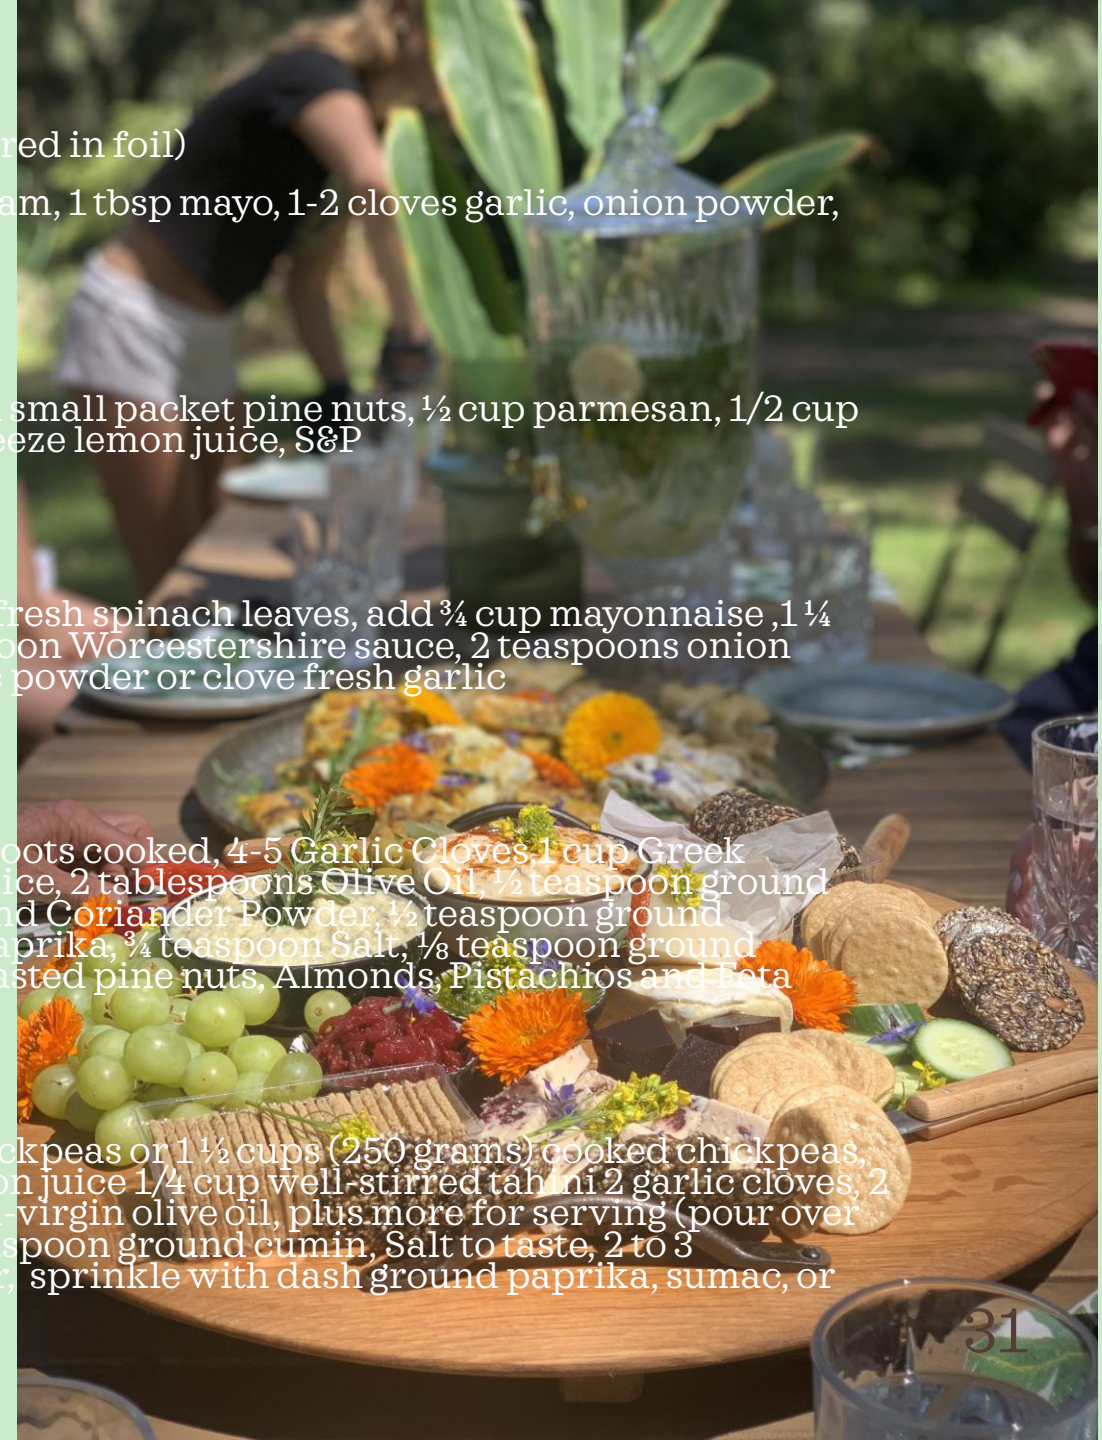 red in foil)
am, 1 tbsp mayo, 1-2 cloves garlic, onion powder,
small packet pine nuts, ½ cup parmesan, 1/2 cup
eeze lemon juice, S&P
fresh spinach leaves, add ¾ cup mayonnaise ,1 ¼
oon Worcestershire sauce, 2 teaspoons onion
powder or clove fresh garlic
oots cooked, 4-5 Garlic Cloves,1 cup Greek
ice, 2 tablespoons Olive Oil, ½ teaspoon ground
nd Coriander Powder, ½ teaspoon ground
aprika, ¾ teaspoon Salt, ⅛ teaspoon ground
asted pine nuts, Almonds, Pistachios and Feta
ckpeas or 1 ½ cups (250 grams) cooked chickpeas,
on juice 1/4 cup well-stirred tahini 2 garlic cloves, 2
-virgin olive oil, plus more for serving (pour over
spoon ground cumin, Salt to taste, 2 to 3
r, sprinkle with dash ground paprika, sumac, or
31